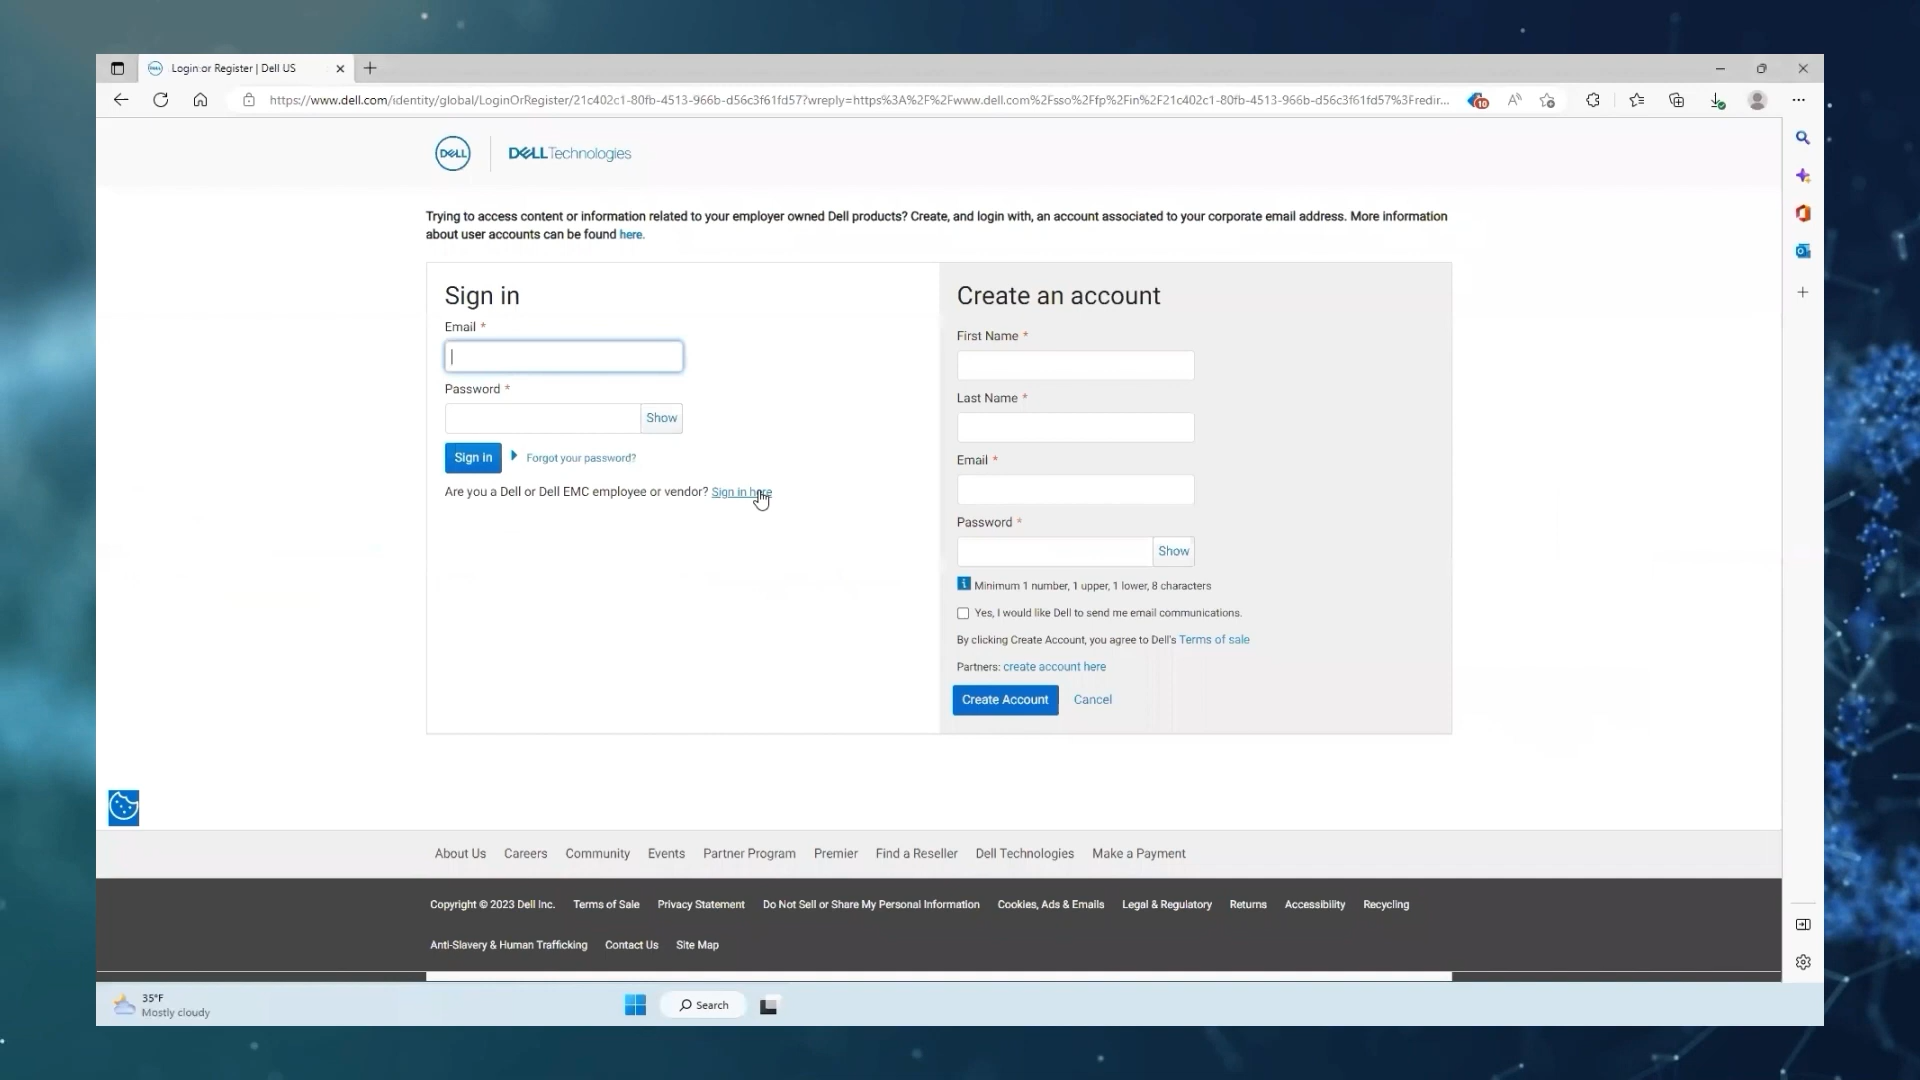 Login or Register | Dell US
https://www.dell.com/identity/global/LoginOrRegister/21c402c1-80fb-4513-966b-d56c3f61fd57?wreply=https%3A%2F%2Fwww.dell.com%2Fsso%2Ffp%2Fin%2F21c402c1-80fb-4513-966b-d56c3f61fd57%3Fredir...
10
DELL
DELLTechnologies
Trying to access content or information related to your employer owned Dell products? Create, and login with, an account associated to your corporate email address. More information
about user accounts can be found here.
Sign in
Email *
Password *
Show
Sign in
Forgot your password?
Are you a Dell or Dell EMC employee or vendor? Sign in here
Create an account
First Name *
Last Name *
Email *
Password *
Show
Minimum 1 number, 1 upper, 1 lower, 8 characters
Yes, I would like Dell to send me email communications.
By clicking Create Account, you agree to Dell's Terms of sale
Partners: create account here
Create Account
Cancel
About Us Careers Community Events Partner Program Premier Find a Reseller Dell Technologies Make a Payment
Copyright © 2023 Dell Inc. Terms of Sale Privacy Statement Do Not Sell or Share My Personal Information Cookies, Ads & Emails Legal & Regulatory Returns Accessibility Recycling
Anti-Slavery & Human Trafficking Contact Us Site Map
35°F
Mostly cloudy
Search